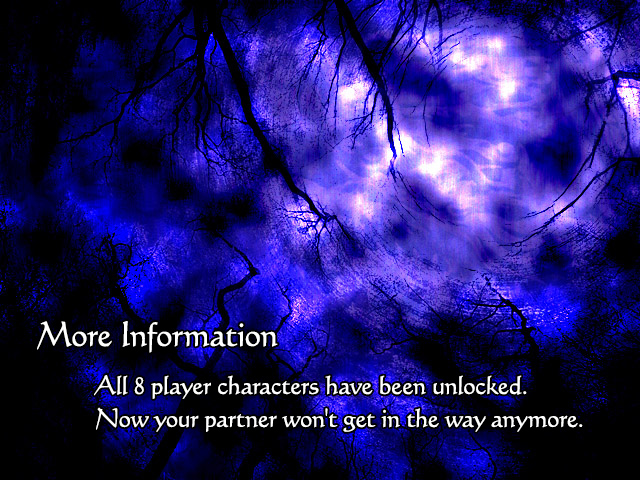 More Information
All 8 player characters have been unlocked.
Now your partner won't get in the way anymore.